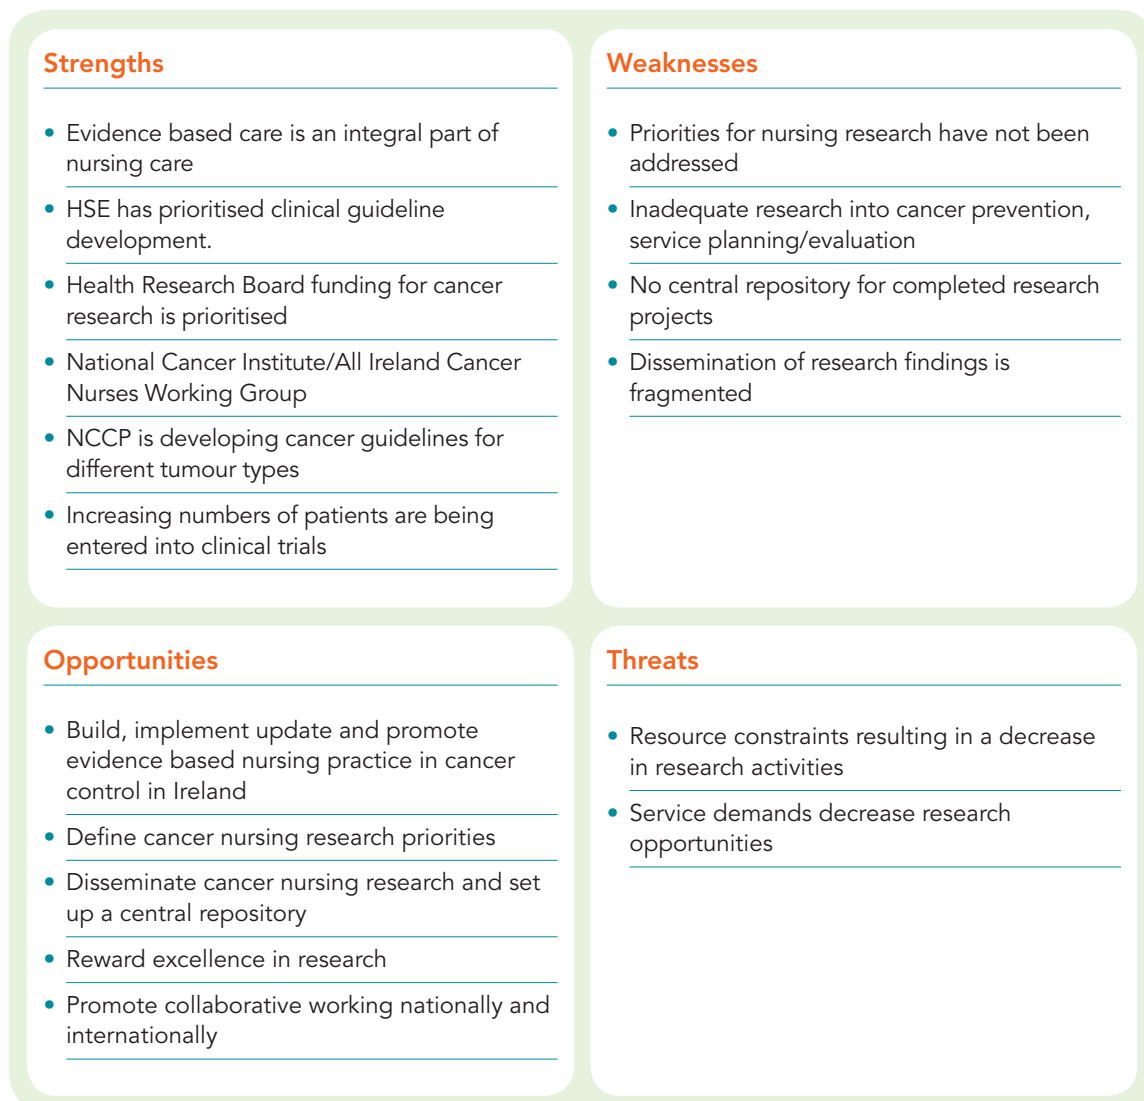 Strengths
• Evidence based care is an integral part of
nursing care
• HSE has prioritised clinical guideline
development.
• Health Research Board funding for cancer
research is prioritised
• National Cancer Institute/All Ireland Cancer
Nurses Working Group
• NCCP is developing cancer guidelines for
different tumour types
• Increasing numbers of patients are being
entered into clinical trials
Weaknesses
• Priorities for nursing research have not been
addressed
• Inadequate research into cancer prevention,
service planning/evaluation
• No central repository for completed research
projects
• Dissemination of research findings is
fragmented
Opportunities
• Build, implement update and promote
evidence based nursing practice in cancer
control in Ireland
• Define cancer nursing research priorities
• Disseminate cancer nursing research and set
up a central repository
• Reward excellence in research
• Promote collaborative working nationally and
internationally
Threats
• Resource constraints resulting in a decrease
in research activities
• Service demands decrease research
opportunities